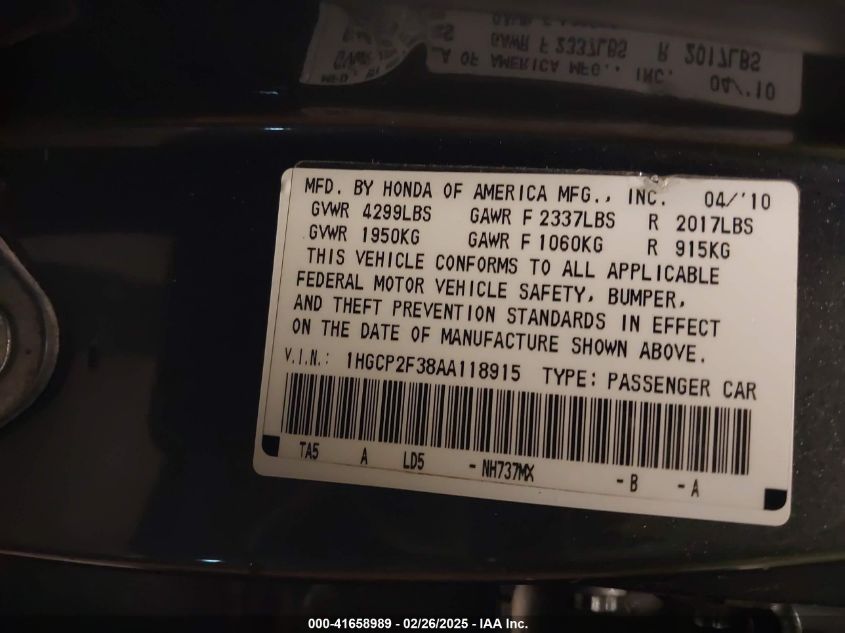 MFD. BY HONDA OF AMERICA MFG., INC. 04/'10
GVWR 4299LBS GAWR F 2337LBS R 2017LBS
GVWR 1950KG GAWR F 1060KG R 915KG
THIS VEHICLE CONFORMS TO ALL APPLICABLE
FEDERAL MOTOR VEHICLE SAFETY, BUMPER,
AND THEFT PREVENTION STANDARDS IN EFFECT
ON THE DATE OF MANUFACTURE SHOWN ABOVE.
V.I.N.: 1HGCP2F38AA118915 TYPE: PASSENGER CAR
TA5 A LD5 -NH737MX -B -A
000-41658989 - 02/26/2025 - IAA Inc.